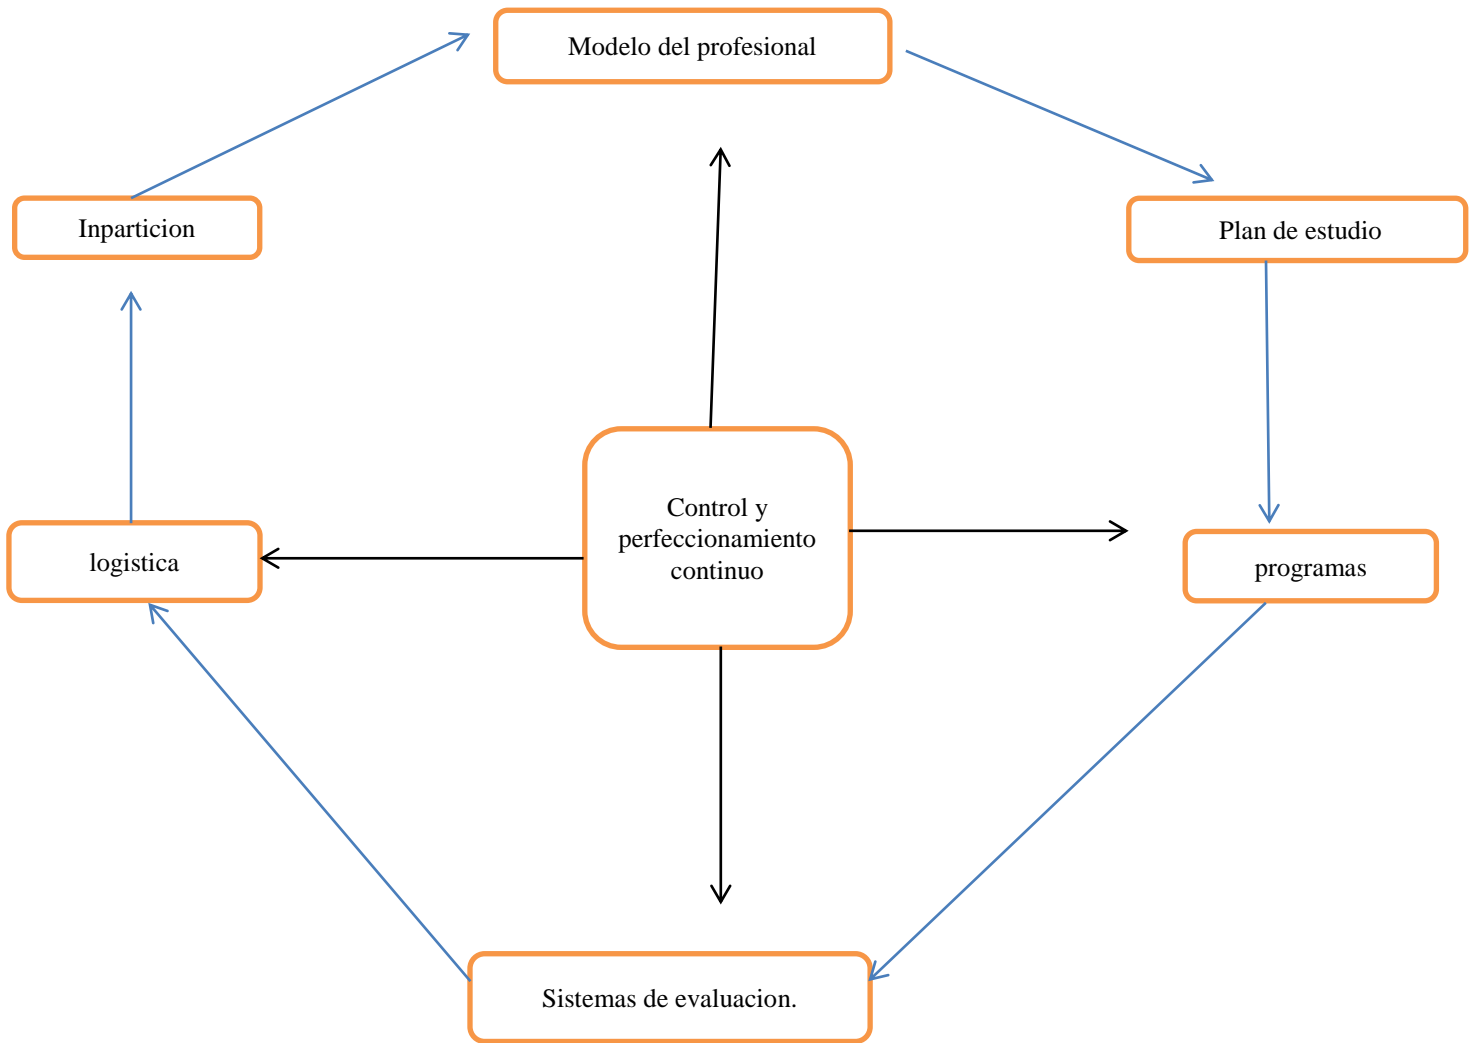 Modelo del profesional
Inparticion
Plan de estudio
Control y
perfeccionamiento
continuo
logistica
programas
Sistemas de evaluacion.